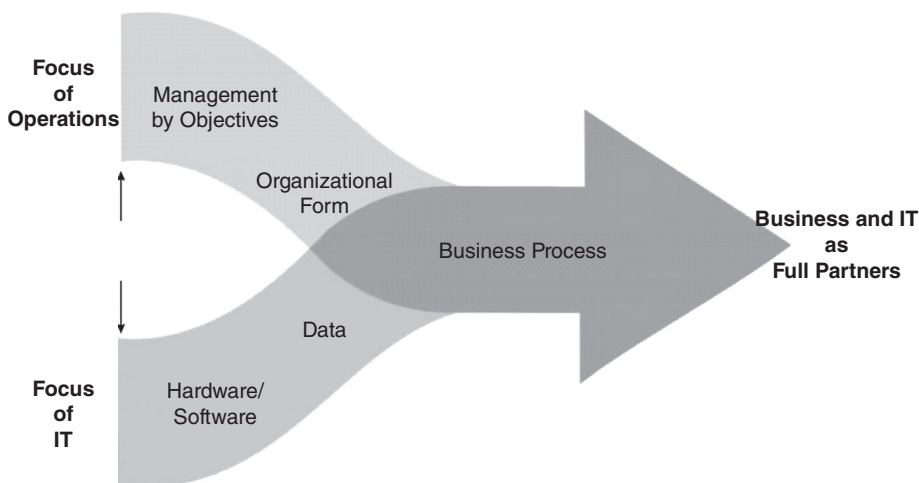 Focus
of
Operations
Management
by Objectives
Organizational
Form
Business Process
Business and IT
as
Full Partners
Data
Hardware/
Software
Focus
of
IT